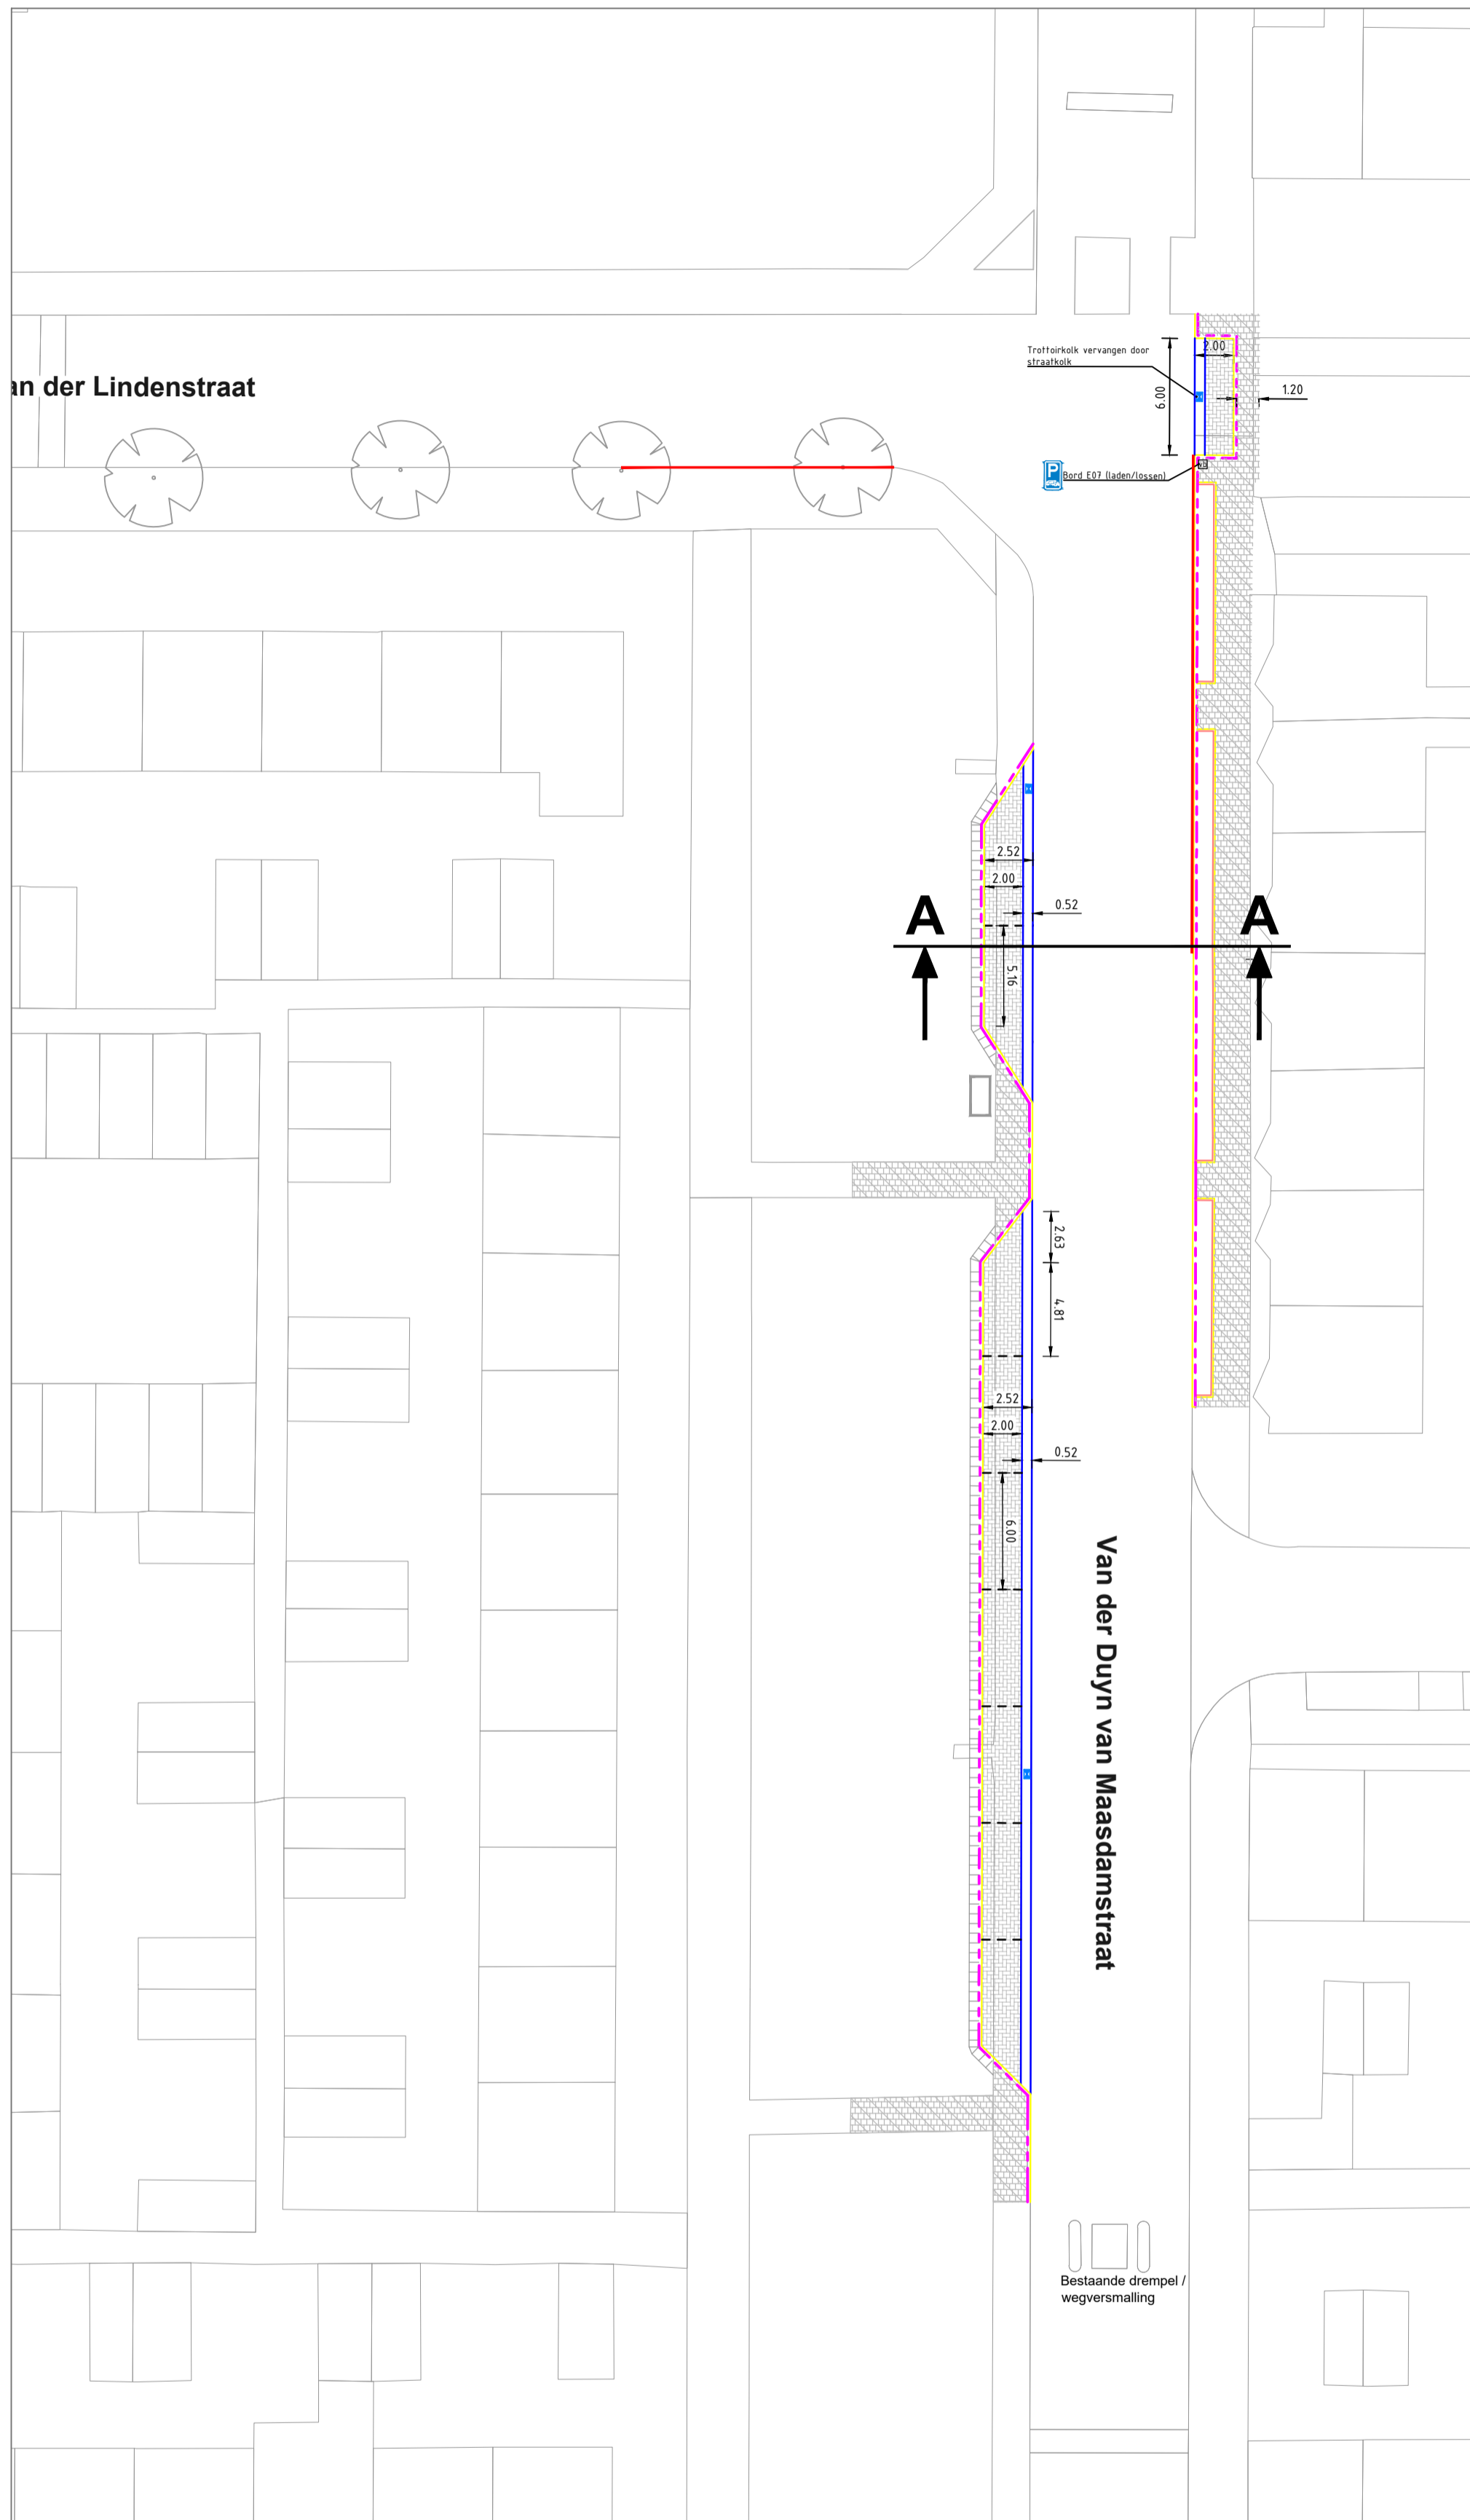 Trottoirkolk vervangen door
straatkolk
2.00
6.00
1.20
an der Lindenstraat
P
Bord E07 (laden/lossen)
2.52
2.00
0.52
A
A
5.16
2.63
4.81
2.52
2.00
0.52
6.00
Van der Duyn van Maasdamstraat
Bestaande drempel /
wegversmalling